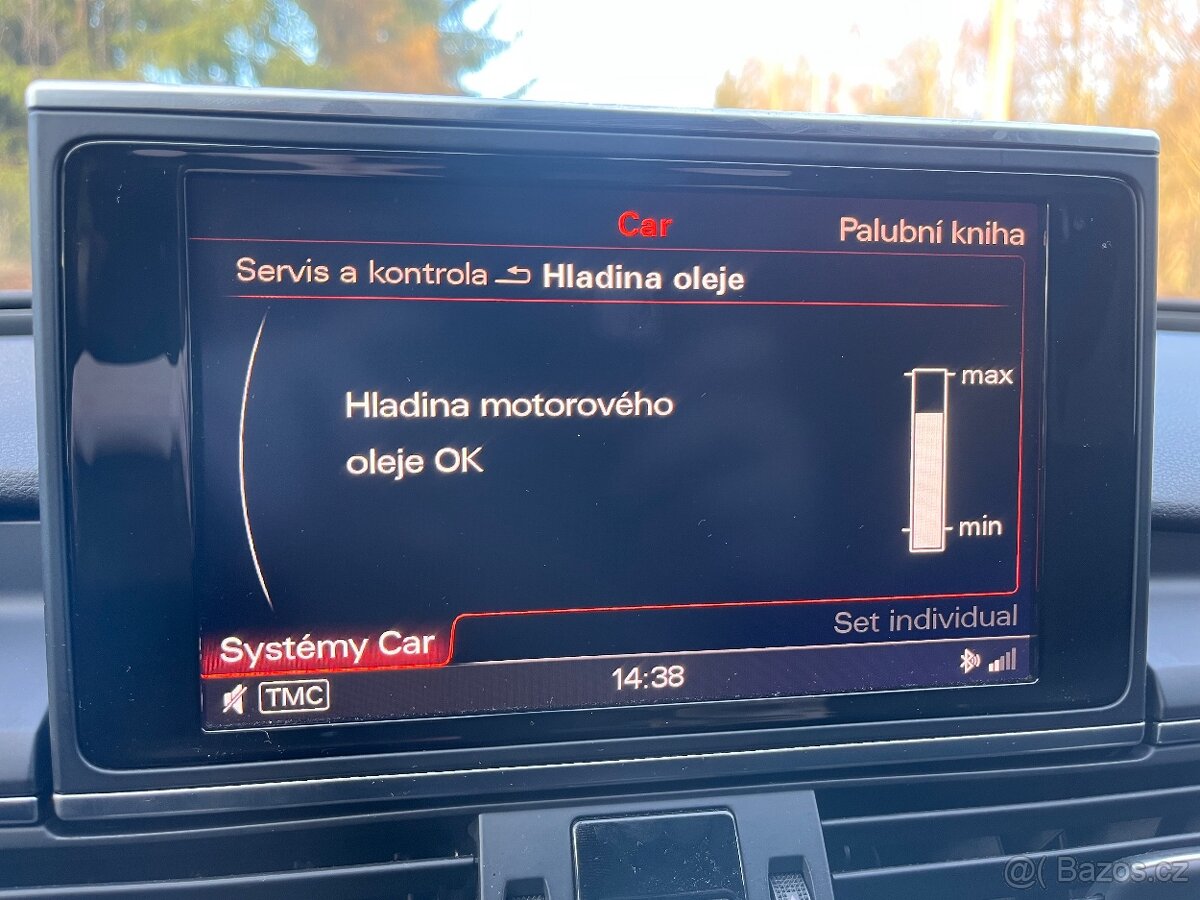 Car
Palubní kniha
Servis a kontrola Hladina oleje
max
Hladina motorového
oleje OK
min
Set individual
Systémy Car
TMC
14:38
@( Bazos.cz